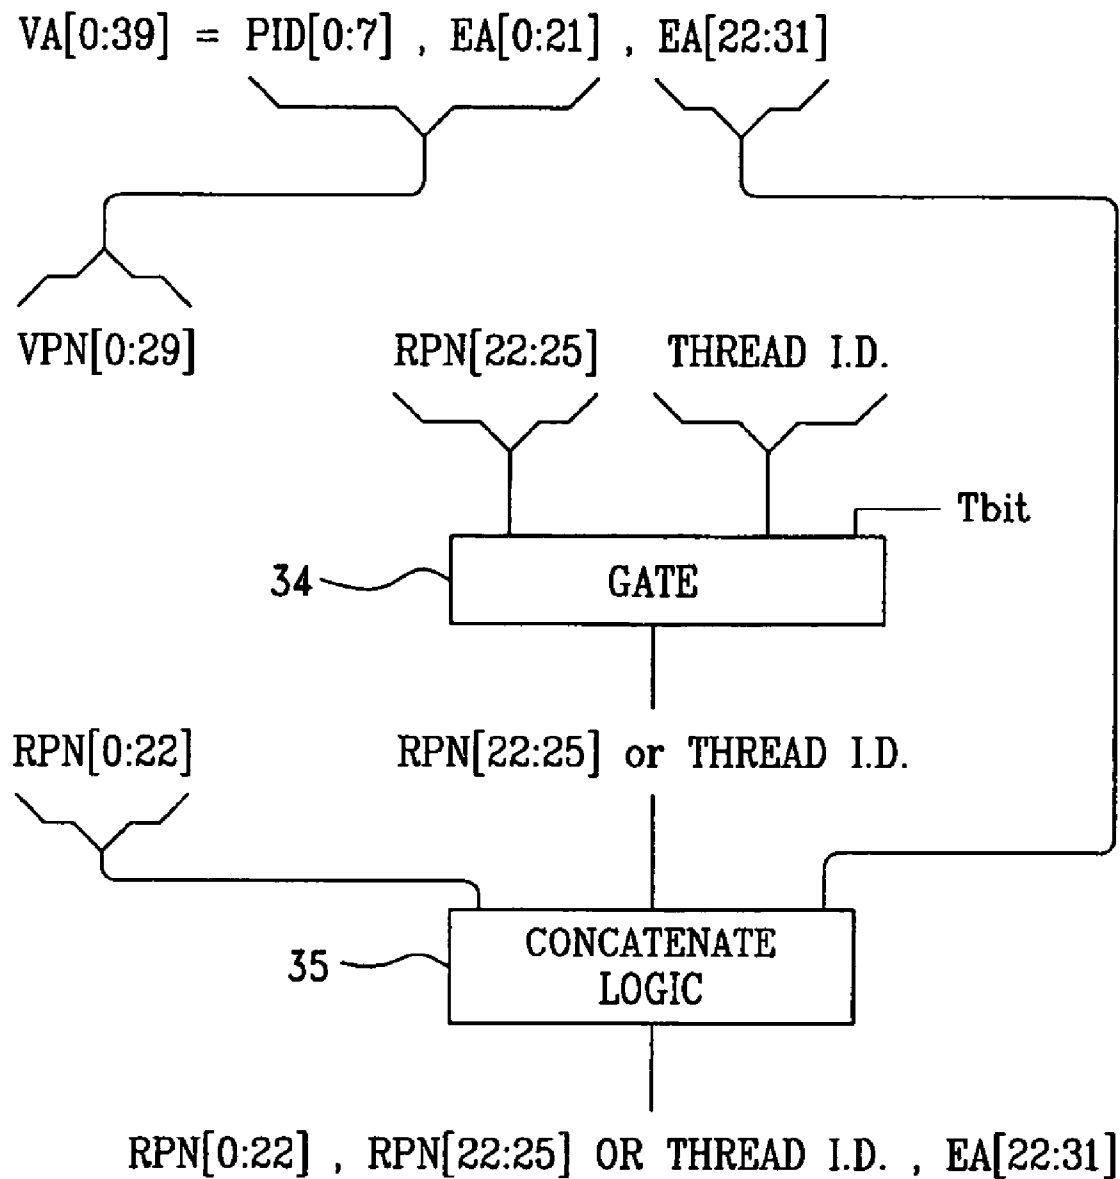 VA[0:39] = PID[0:7] , EA[0:21] , EA[22:31]
VPN[0:29]
RPN[22:25] THREAD I.D.
Tbit
34
GATE
RPN[0:22]
RPN[22:25] or THREAD I.D.
35
CONCATENATE
LOGIC
RPN[0:22] , RPN[22:25] OR THREAD I.D. , EA[22:31]